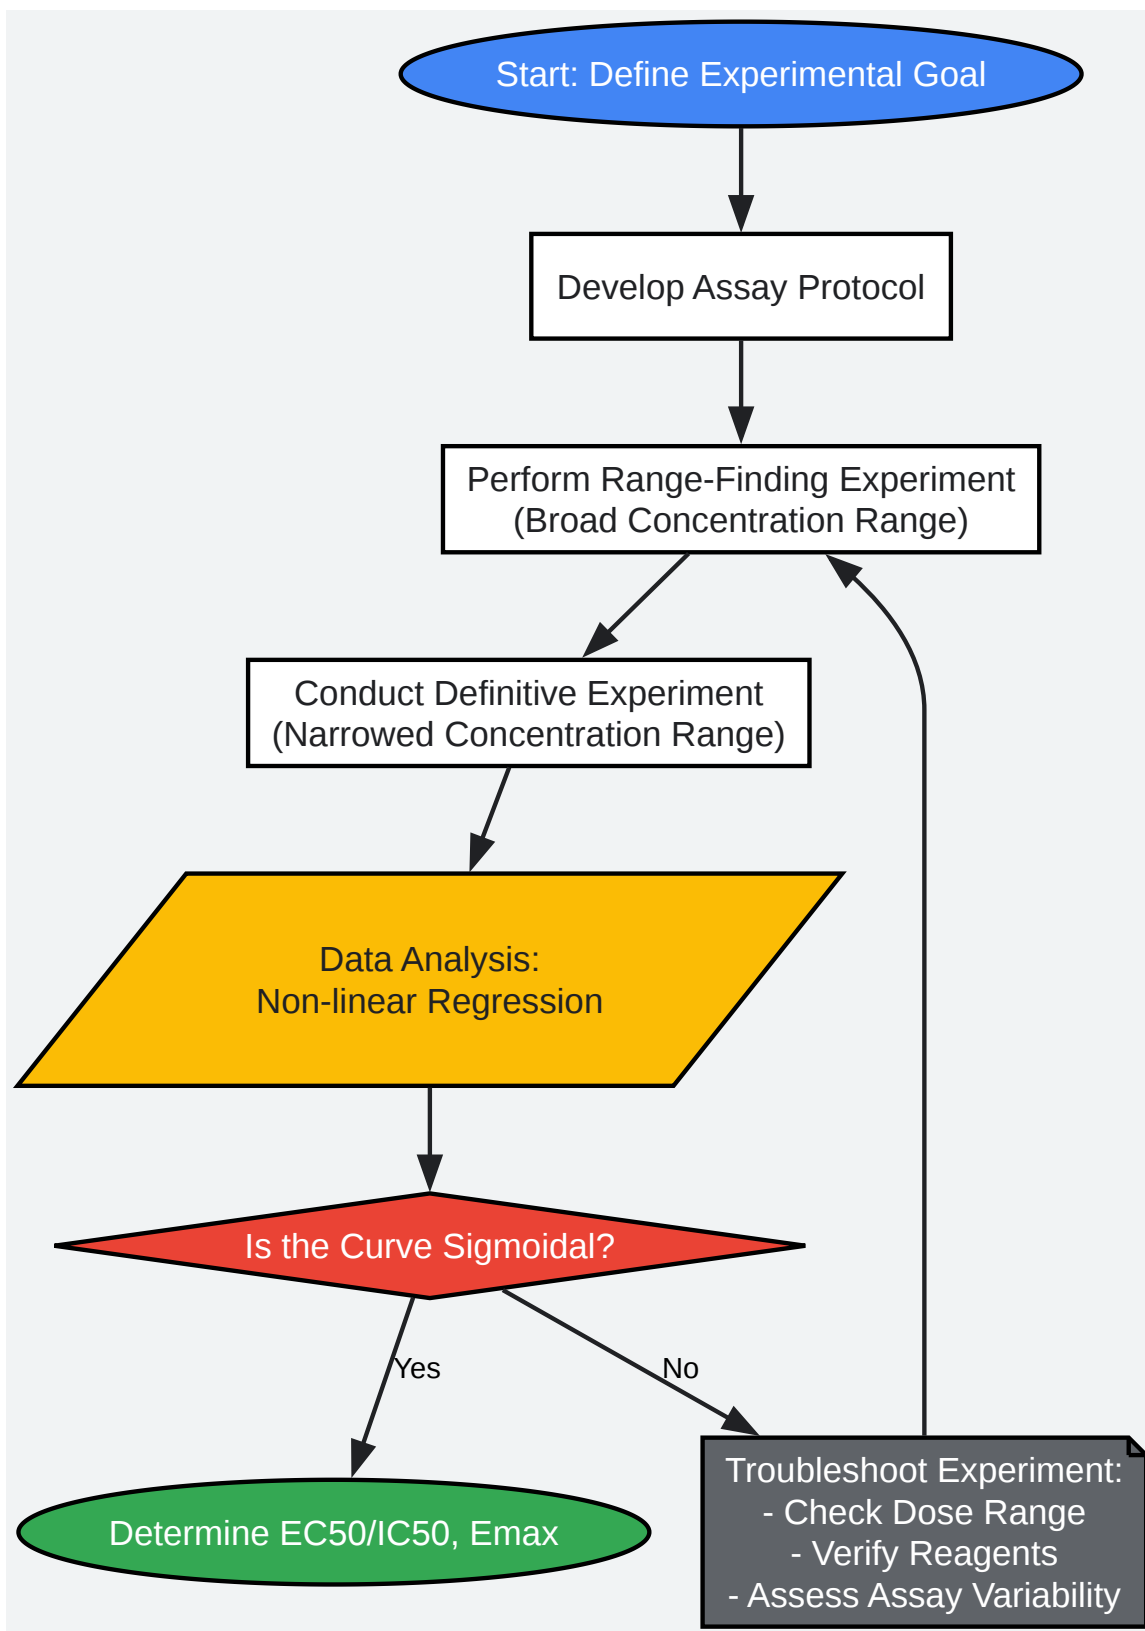 Start: Define Experimental Goal
Develop Assay Protocol
Perform Range-Finding Experiment
(Broad Concentration Range)
Conduct Definitive Experiment
(Narrowed Concentration Range)
Data Analysis:
Non-linear Regression
Is the Curve Sigmoidal?
Yes
No
Determine EC50/IC50, Emax
Troubleshoot Experiment:
- Check Dose Range
- Verify Reagents
- Assess Assay Variability